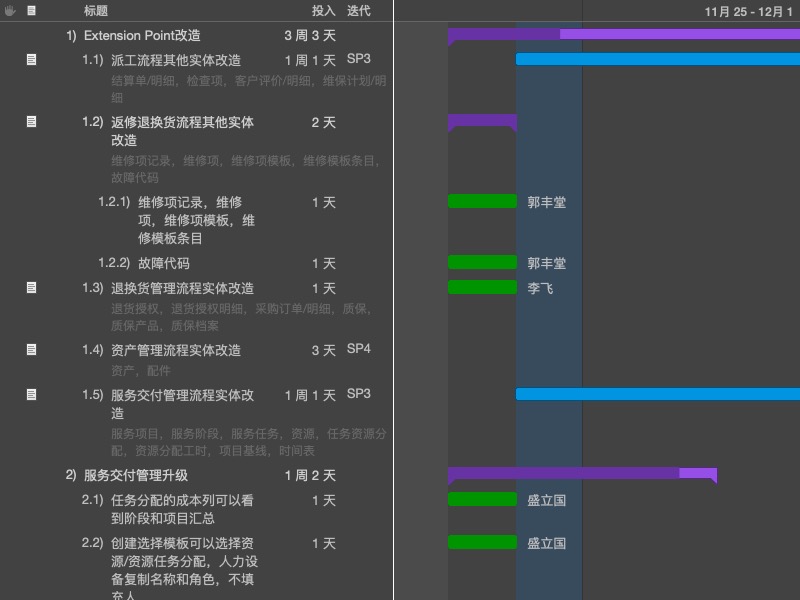 标题 投入 迭代 11月 25 - 12月 1
1) Extension Point改造 3 周 3 天
1.1) 派工流程其他实体改造 1 周 1 天 SP3
结算单/明细，检查项，客户评价/明细，维保计划/明
细
1.2) 返修退换货流程其他实体 2 天
改造
维修项记录，维修项，维修项模板，维修模板条目，
故障代码
1.2.1) 维修项记录，维修 1 天 郭丰堂
项，维修项模板，维
修模板条目
1.2.2) 故障代码 1 天 郭丰堂
1.3) 退换货管理流程实体改造 1 天 李飞
退货授权，退货授权明细，采购订单/明细，质保，
质保产品，质保档案
1.4) 资产管理流程实体改造 3 天 SP4
资产，配件
1.5) 服务交付管理流程实体改 1 周 1 天 SP3
造
服务项目，服务阶段，服务任务，资源，任务资源分
配，资源分配工时，项目基线，时间表
2) 服务交付管理升级 1 周 2 天
2.1) 任务分配的成本列可以看 1 天 盛立国
到阶段和项目汇总
2.2) 创建选择模板可以选择资 1 天 盛立国
源/资源任务分配，人力设
备复制名称和角色，不填
充人